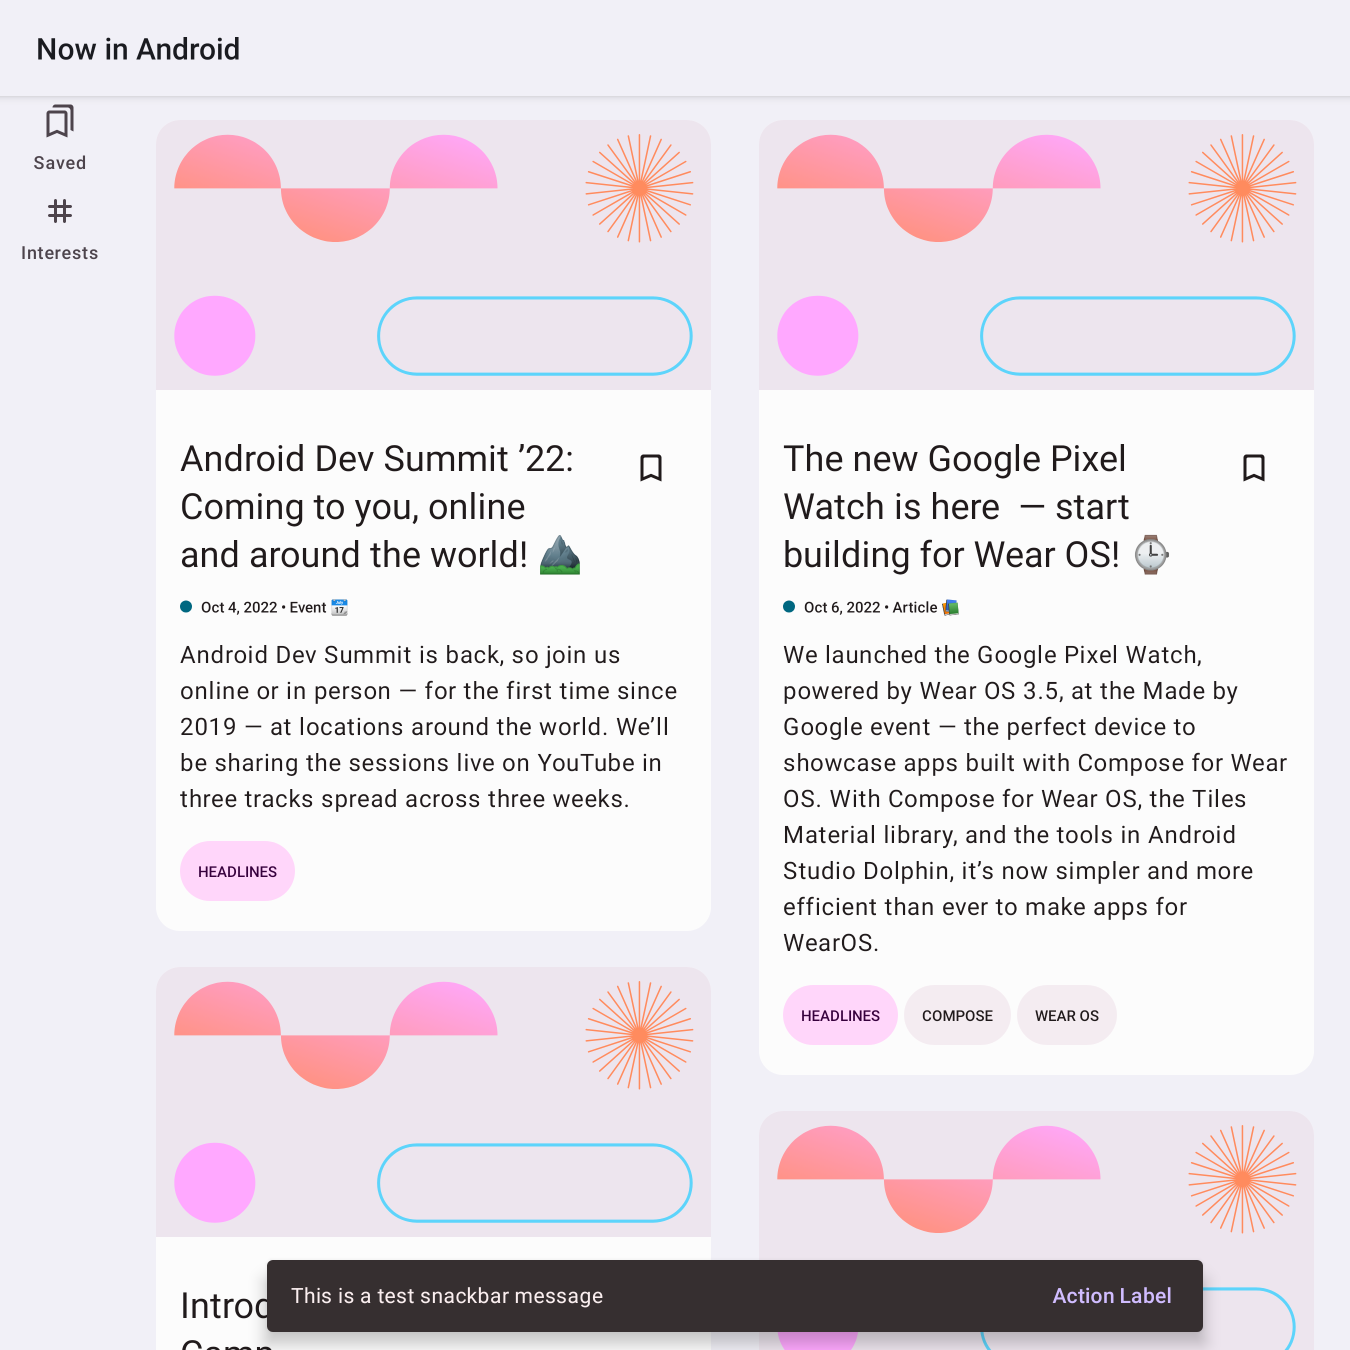 Now in Android
Saved
Interests
Android Dev Summit ’22:
Coming to you, online
and around the world! ⛰️
Oct 4, 2022 • Event 📅
Android Dev Summit is back, so join us
online or in person — for the first time since
2019 — at locations around the world. We’ll
be sharing the sessions live on YouTube in
three tracks spread across three weeks.
HEADLINES
The new Google Pixel
Watch is here  — start
building for Wear OS! ⌚
Oct 6, 2022 • Article 📚
We launched the Google Pixel Watch,
powered by Wear OS 3.5, at the Made by
Google event — the perfect device to
showcase apps built with Compose for Wear
OS. With Compose for Wear OS, the Tiles
Material library, and the tools in Android
Studio Dolphin, it’s now simpler and more
efficient than ever to make apps for
WearOS.
HEADLINES
COMPOSE
WEAR OS
Introd
This is a test snackbar message
Action Label